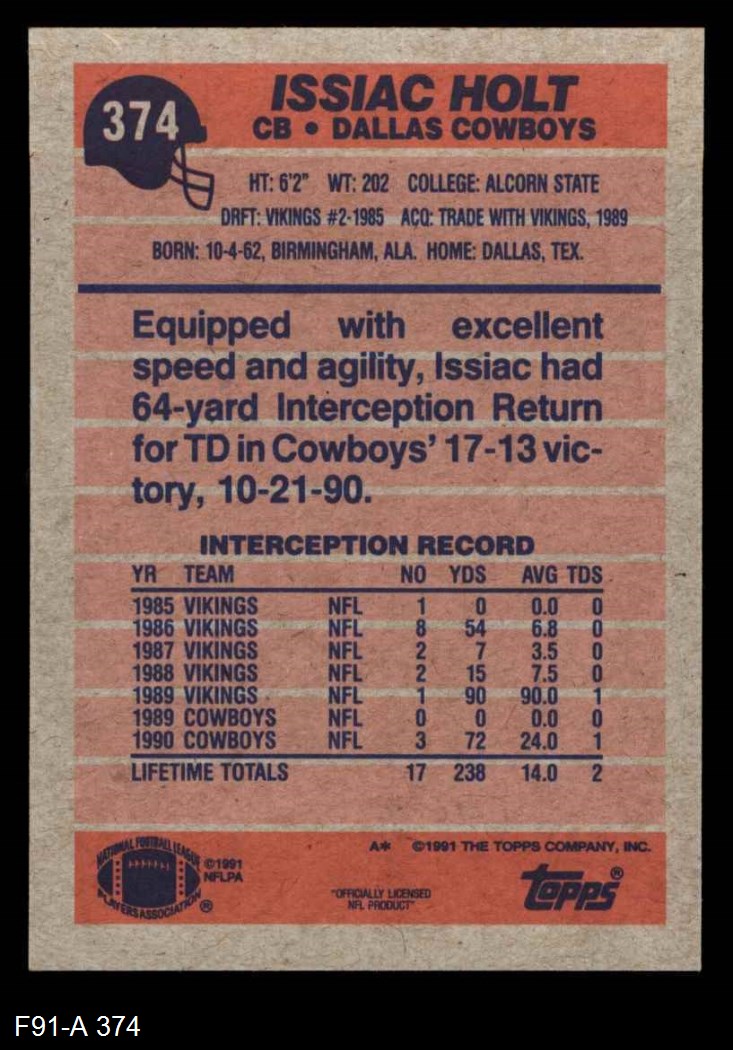 374
ISSIAC HOLT
CB • DALLAS COWBOYS
HT: 6'2" WT: 202 COLLEGE: ALCORN STATE
DRFT: VIKINGS #2-1985 ACQ: TRADE WITH VIKINGS, 1989
BORN: 10-4-62, BIRMINGHAM, ALA. HOME: DALLAS, TEX.
Equipped with excellent
speed and agility, Issiac had
64-yard Interception Return
for TD in Cowboys' 17-13 vic-
tory, 10-21-90.
INTERCEPTION RECORD
YR TEAM NO YDS AVG TDS
1985 VIKINGS NFL 1 0 0.0 0
1986 VIKINGS NFL 8 54 6.8 0
1987 VIKINGS NFL 2 7 3.5 0
1988 VIKINGS NFL 2 15 7.5 0
1989 VIKINGS NFL 1 90 90.0 1
1989 COWBOYS NFL 0 0 0.0 0
1990 COWBOYS NFL 3 72 24.0 1
LIFETIME TOTALS 17 238 14.0 2
A* ©1991 THE TOPPS COMPANY, INC.
NATIONAL FOOTBALL LEAGUE
PLAYERS ASSOCIATION ®
©1991
NFLPA
"OFFICIALLY LICENSED
NFL PRODUCT"
topps®
F91-A 374